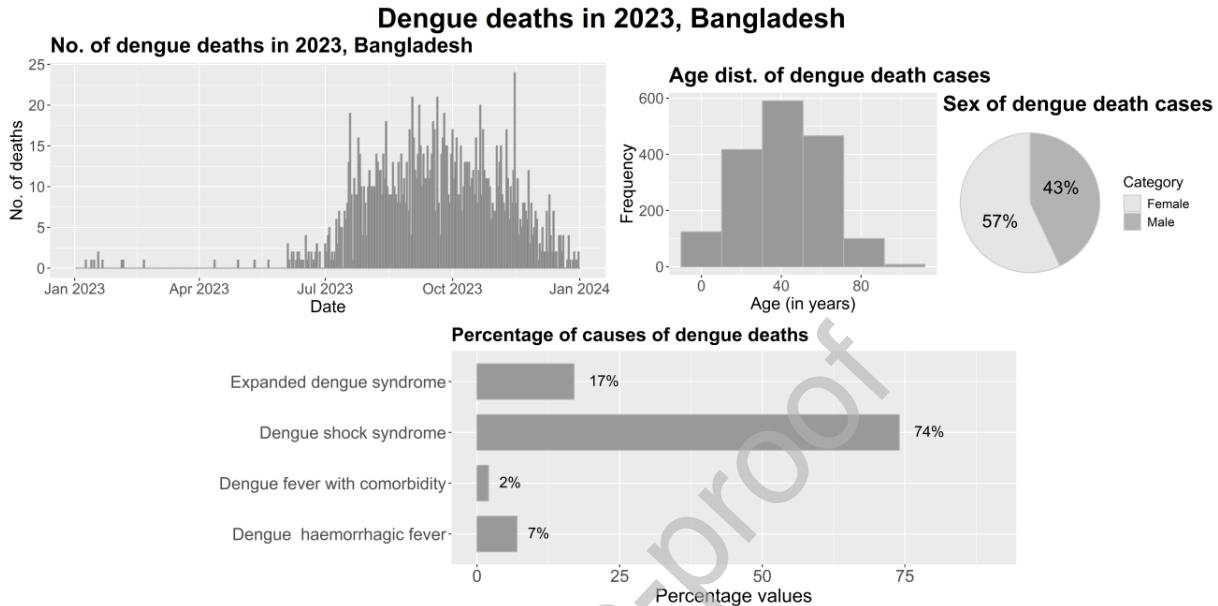 Dengue deaths in 2023, Bangladesh
No. of dengue deaths in 2023, Bangladesh
25
20
15
10
5
0
No. of deaths
Jan 2023 Apr 2023 Jul 2023 Oct 2023 Jan 2024
Date
Age dist. of dengue death cases
600
400
200
0
Frequency
0 40 80
Age (in years)
Sex of dengue death cases
43%
57%
Category
Female
Male
Percentage of causes of dengue deaths
Expanded dengue syndrome 17%
Dengue shock syndrome 74%
Dengue fever with comorbidity 2%
Dengue  haemorrhagic fever 7%
0 25 50 75
Percentage values
-proof